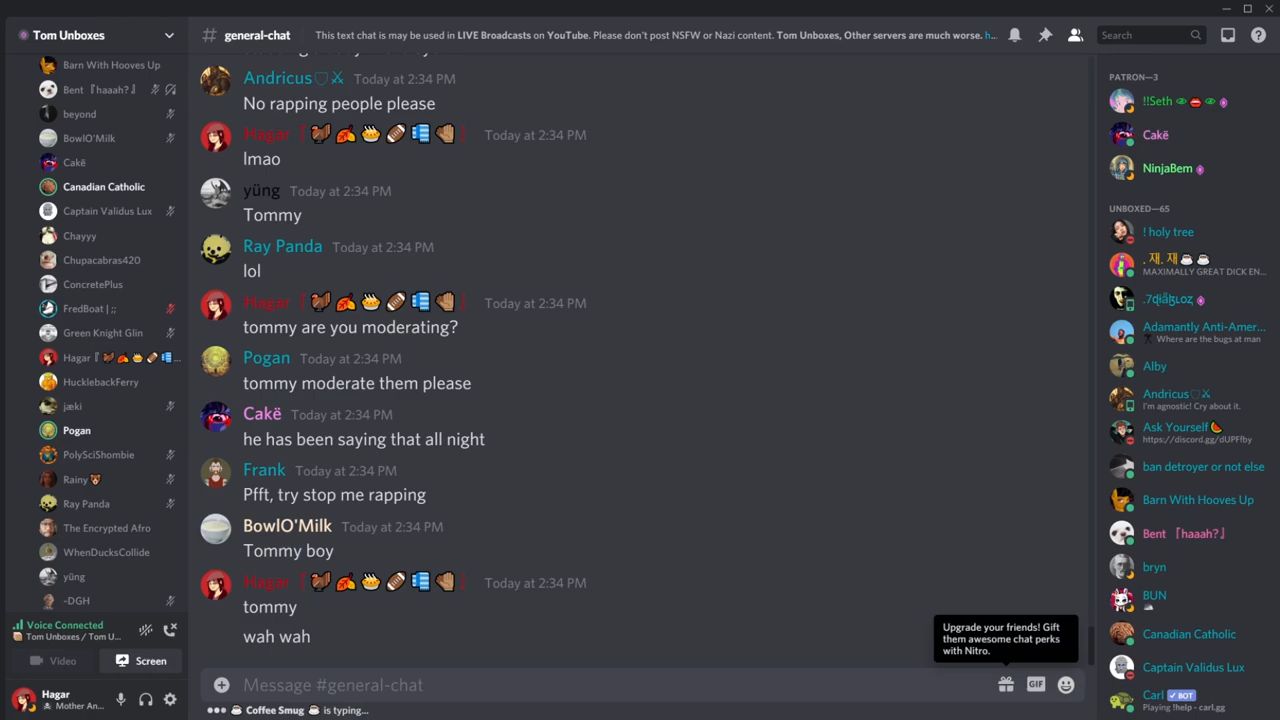 Tom Unboxes
Barn With Hooves Up
Bent『haaah?』
beyond
BowlO'Milk
Cakë
Canadian Catholic
Captain Validus Lux
Chayyy
Chupacabras420
ConcretePlus
FredBoat | ;;
Green Knight Glin
Hagar『🦃🍂🥧🏈...
HucklebackFerry
jæki
Pogan
PolySciShombie
Rainy🐻
Ray Panda
The Encrypted Afro
WhenDucksCollide
yüng
-DGH
Voice Connected
Tom Unboxes / Tom U...
Video
Screen
Hagar
Mother An...
# general-chat
This text chat is may be used in LIVE Broadcasts on YouTube. Please don't post NSFW or Nazi content. Tom Unboxes, Other servers are much worse. h...
Search
Andricus Today at 2:34 PM
No rapping people please
Hagar『🦃🍂🥧🏈 Today at 2:34 PM
lmao
yüng Today at 2:34 PM
Tommy
Ray Panda Today at 2:34 PM
lol
Hagar『🦃🍂🥧🏈 Today at 2:34 PM
tommy are you moderating?
Pogan Today at 2:34 PM
tommy moderate them please
Cakë Today at 2:34 PM
he has been saying that all night
Frank Today at 2:34 PM
Pfft, try stop me rapping
BowlO'Milk Today at 2:34 PM
Tommy boy
Hagar『🦃🍂🥧🏈 Today at 2:34 PM
tommy
wah wah
Upgrade your friends! Gift
them awesome chat perks
with Nitro.
Message #general-chat
GIF
☕ Coffee Smug ☕ is typing...
PATRON—3
!!Seth
Cakë
NinjaBem
UNBOXED—65
! holy tree
. 재. 재☕☕
MAXIMALLY GREAT DICK EN...
Adamantly Anti-Amer...
Where are the bugs at man
Alby
Andricus
I'm agnostic! Cry about it.
Ask Yourself🍉
https://discord.gg/dUPFfby
ban detroyer or not else
Barn With Hooves Up
Bent『haaah?』
bryn
BUN
Canadian Catholic
Captain Validus Lux
Carl ✓BOT
Playing !help - carl.gg